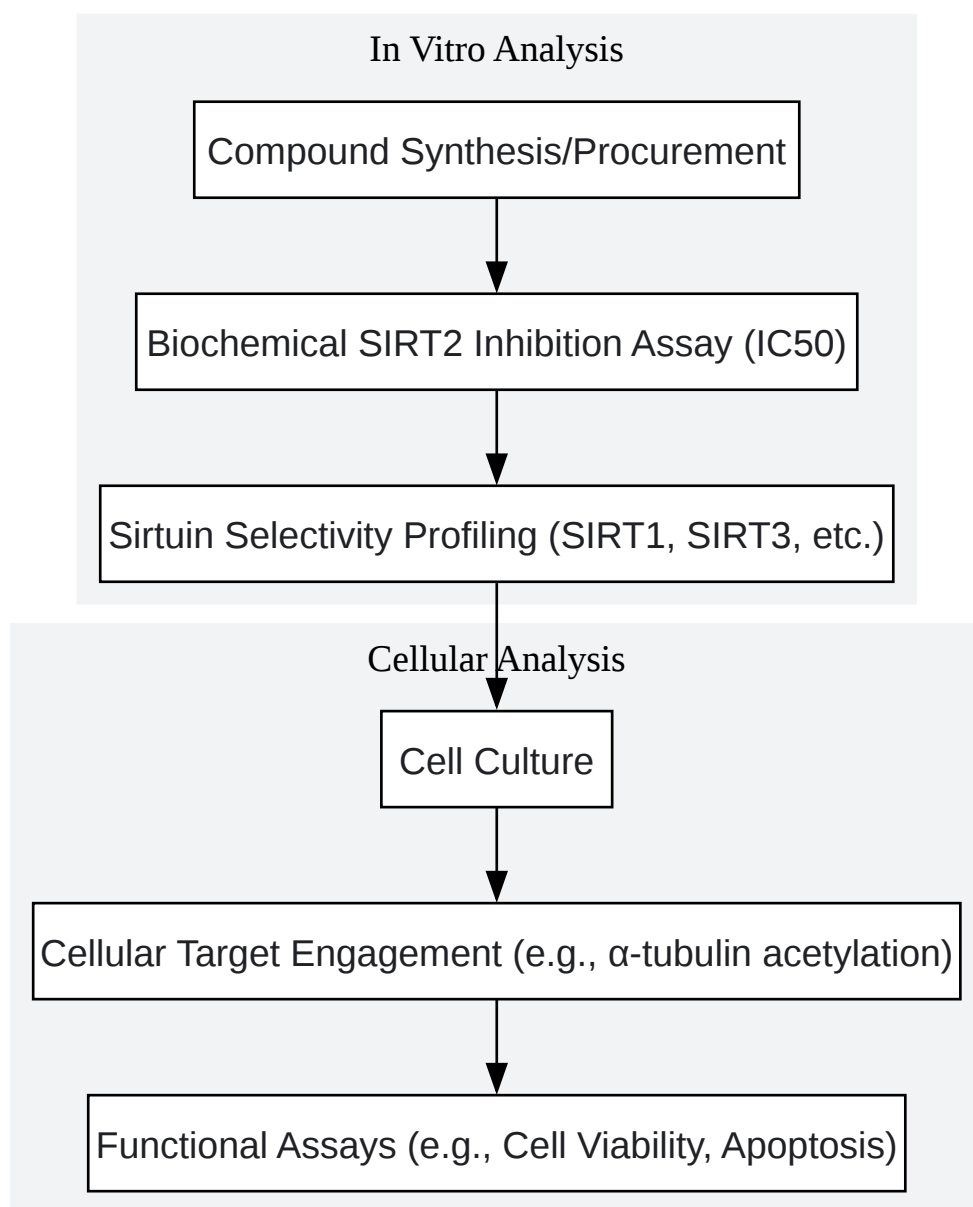 In Vitro Analysis
Compound Synthesis/Procurement
Biochemical SIRT2 Inhibition Assay (IC50)
Sirtuin Selectivity Profiling (SIRT1, SIRT3, etc.)
Cellular Analysis
Cell Culture
Cellular Target Engagement (e.g., α-tubulin acetylation)
Functional Assays (e.g., Cell Viability, Apoptosis)